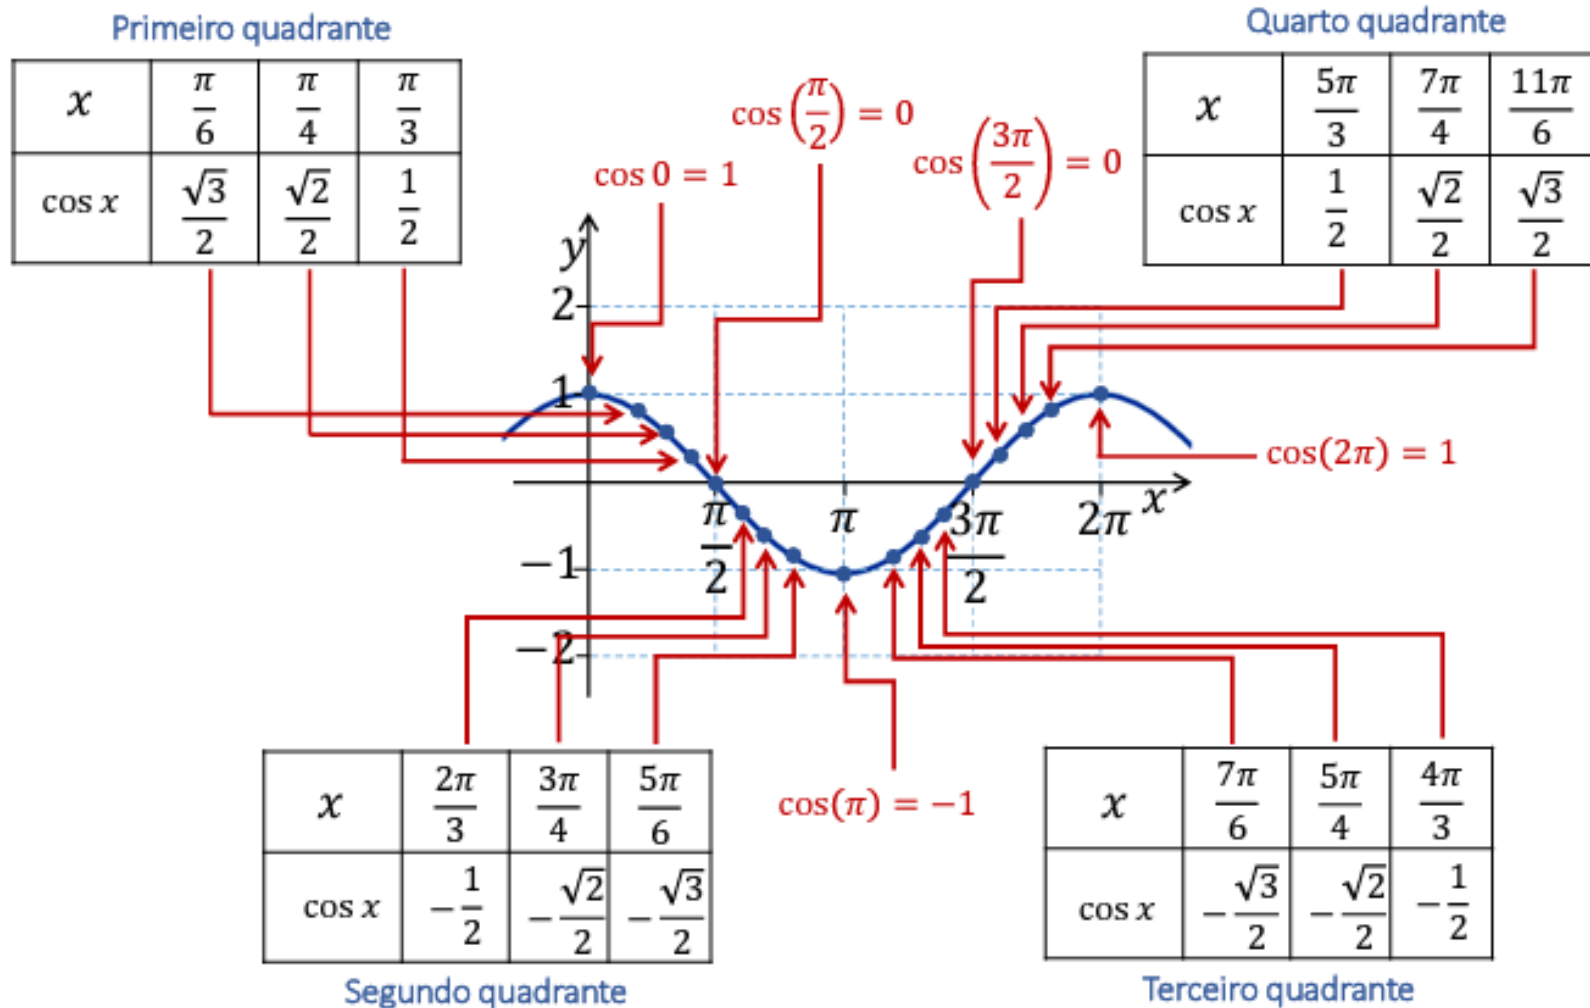 Primeiro quadrante
x π/6 π/4 π/3
cos x √3/2 √2/2 1/2
cos 0 = 1
cos(π/2) = 0
cos(3π/2) = 0
Quarto quadrante
x 5π/3 7π/4 11π/6
cos x 1/2 √2/2 √3/2
y
2
1
−1
−2
π/2 π 3π/2 2π x
cos(2π) = 1
cos(π) = −1
x 2π/3 3π/4 5π/6
cos x −1/2 −√2/2 −√3/2
Segundo quadrante
x 7π/6 5π/4 4π/3
cos x −√3/2 −√2/2 −1/2
Terceiro quadrante